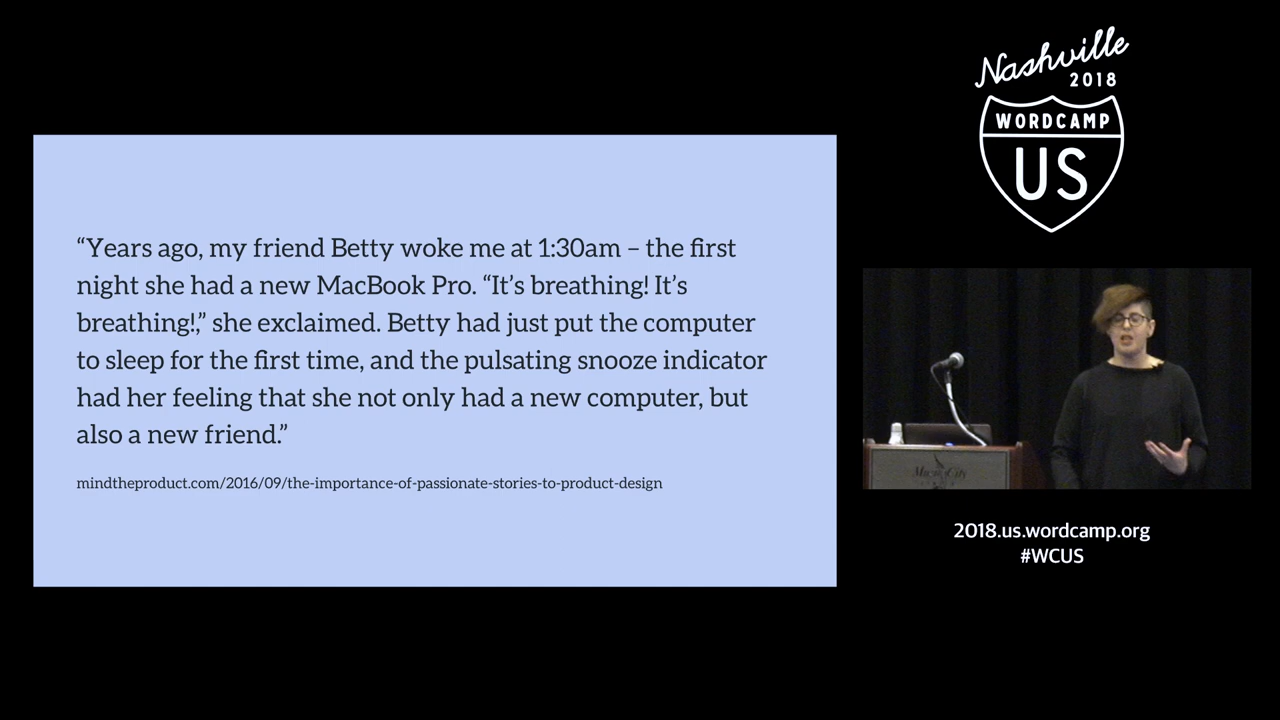 “Years ago, my friend Betty woke me at 1:30am – the first
night she had a new MacBook Pro. “It’s breathing! It’s
breathing!,” she exclaimed. Betty had just put the computer
to sleep for the first time, and the pulsating snooze indicator
had her feeling that she not only had a new computer, but
also a new friend.”
mindtheproduct.com/2016/09/the-importance-of-passionate-stories-to-product-design
Nashville
2018
WORDCAMP
US
2018.us.wordcamp.org
#WCUS